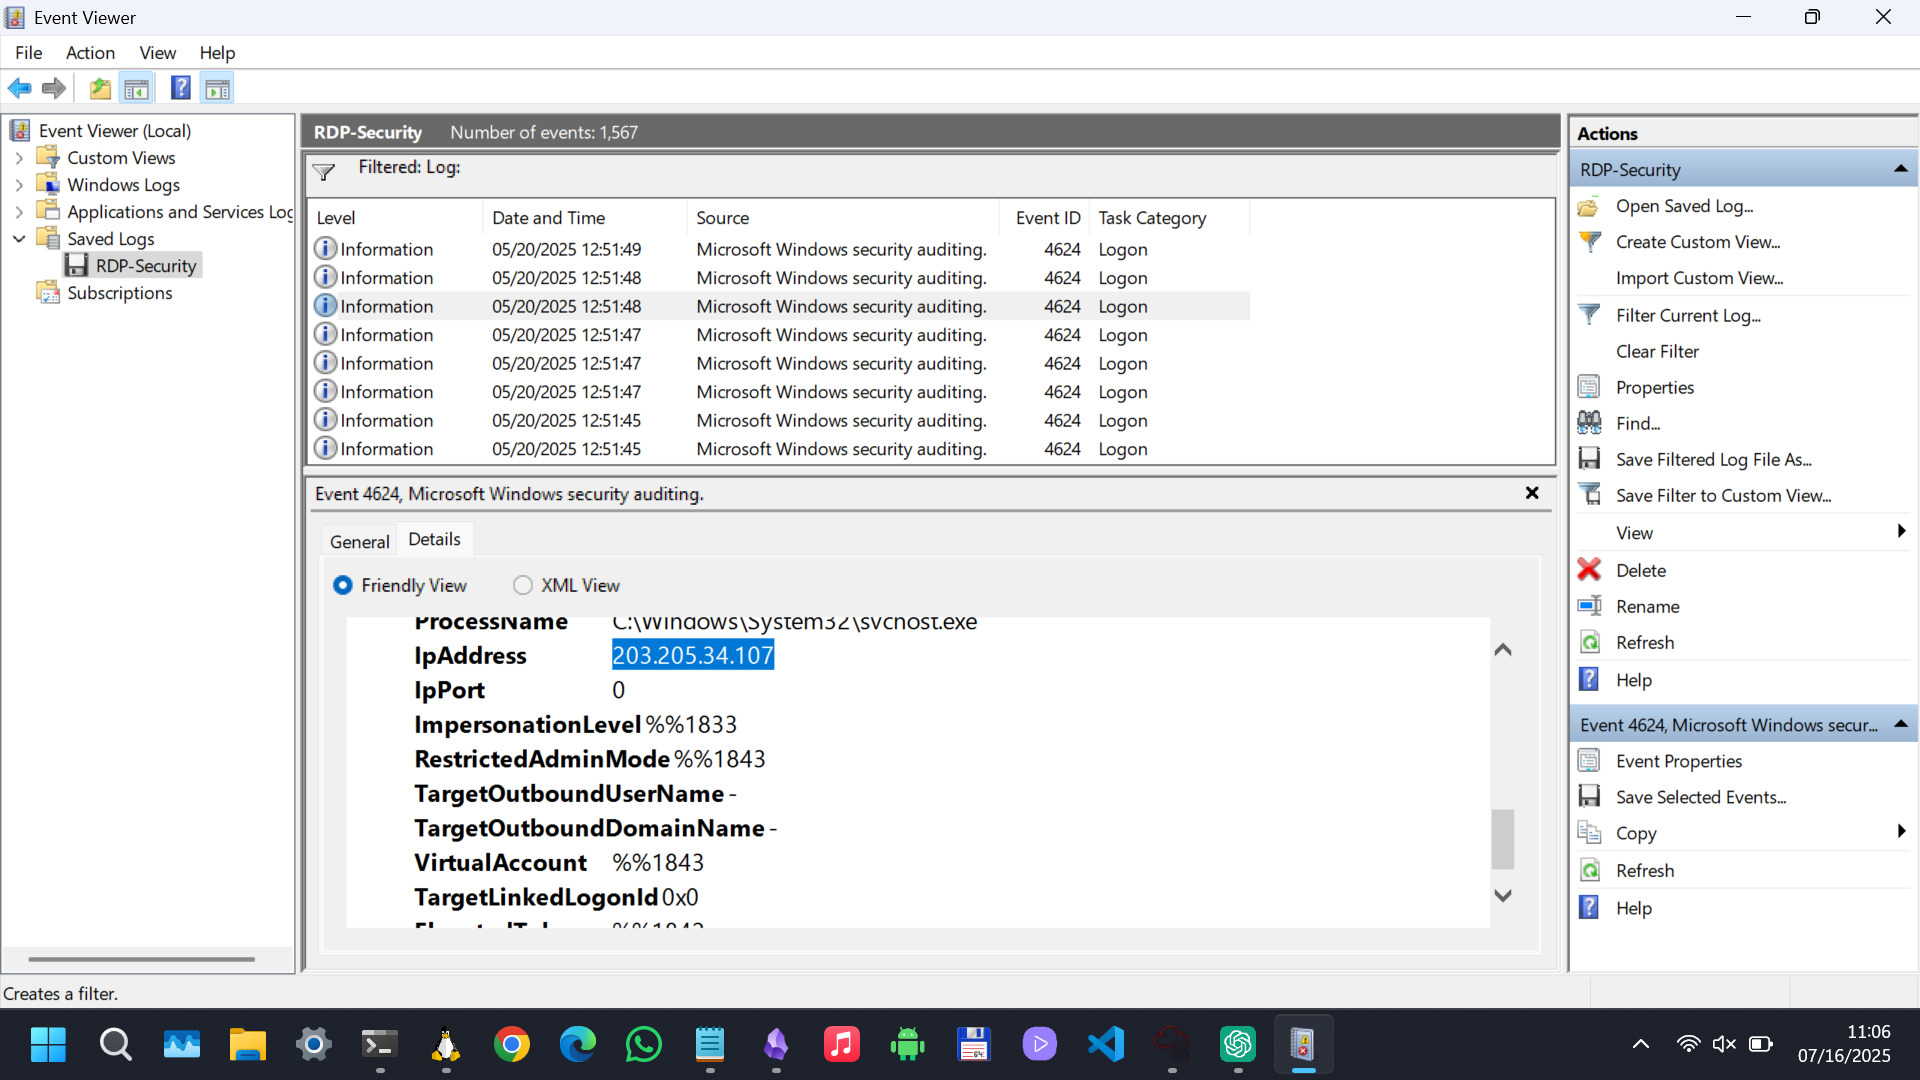 Event Viewer
File Action View Help
Event Viewer (Local)
Custom Views
Windows Logs
Applications and Services Log
Saved Logs
RDP-Security
Subscriptions
RDP-Security Number of events: 1,567
Filtered: Log:
Level Date and Time Source Event ID Task Category
Information 05/20/2025 12:51:49 Microsoft Windows security auditing. 4624 Logon
Information 05/20/2025 12:51:48 Microsoft Windows security auditing. 4624 Logon
Information 05/20/2025 12:51:48 Microsoft Windows security auditing. 4624 Logon
Information 05/20/2025 12:51:47 Microsoft Windows security auditing. 4624 Logon
Information 05/20/2025 12:51:47 Microsoft Windows security auditing. 4624 Logon
Information 05/20/2025 12:51:47 Microsoft Windows security auditing. 4624 Logon
Information 05/20/2025 12:51:45 Microsoft Windows security auditing. 4624 Logon
Information 05/20/2025 12:51:45 Microsoft Windows security auditing. 4624 Logon
Event 4624, Microsoft Windows security auditing.
General Details
Friendly View XML View
ProcessName C:\Windows\System32\svchost.exe
IpAddress 203.205.34.107
IpPort 0
ImpersonationLevel %%1833
RestrictedAdminMode %%1843
TargetOutboundUserName -
TargetOutboundDomainName -
VirtualAccount %%1843
TargetLinkedLogonId 0x0
Actions
RDP-Security
Open Saved Log...
Create Custom View...
Import Custom View...
Filter Current Log...
Clear Filter
Properties
Find...
Save Filtered Log File As...
Save Filter to Custom View...
View
Delete
Rename
Refresh
Help
Event 4624, Microsoft Windows secur...
Event Properties
Save Selected Events...
Copy
Refresh
Help
Creates a filter.
64
11:06
07/16/2025